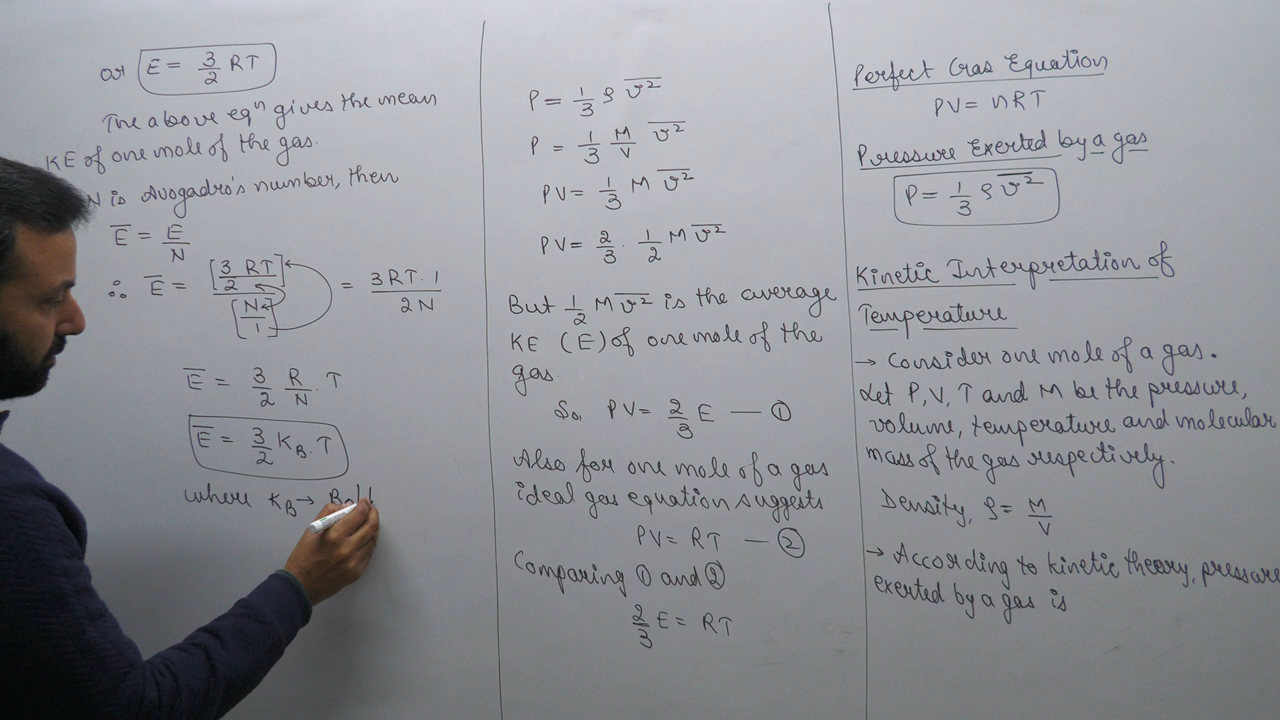 Perfect Gas Equation
PV = nRT
Pressure Exerted by a gas
P = 1/3 ρ v̅²
Kinetic Interpretation of
Temperature
→ Consider one mole of a gas.
Let P, V, T and M be the pressure,
volume, temperature and molecular
mass of the gas respectively.
Density, ρ = M/V
→ According to kinetic theory, pressure
exerted by a gas is
P = 1/3 ρ v̅²
P = 1/3 M/V v̅²
PV = 1/3 M v̅²
PV = 2/3 · 1/2 M v̅²
But 1/2 M v̅² is the average
KE (E) of one mole of the
gas.
So, PV = 2/3 E — ①
Also for one mole of a gas
ideal gas equation suggests
PV = RT — ②
Comparing ① and ②
2/3 E = RT
or E = 3/2 RT
The above eqⁿ gives the mean
KE of one mole of the gas.
N is Avogadro's number, then
E̅ = E/N
∴ E̅ = [3/2 RT]/[N/1] = 3RT·1/2N
E̅ = 3/2 R/N · T
E̅ = 3/2 K_B · T
where K_B →